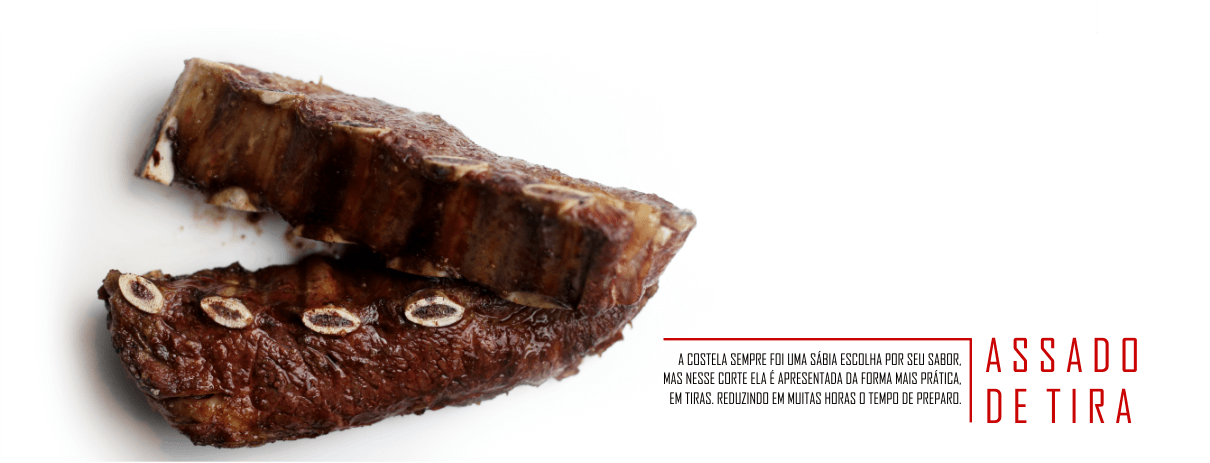 A COSTELA SEMPRE FOI UMA SÁBIA ESCOLHA POR SEU SABOR,
MAS NESSE CORTE ELA É APRESENTADA DA FORMA MAIS PRÁTICA,
EM TIRAS. REDUZINDO EM MUITAS HORAS O TEMPO DE PREPARO.
ASSADO
DE TIRA